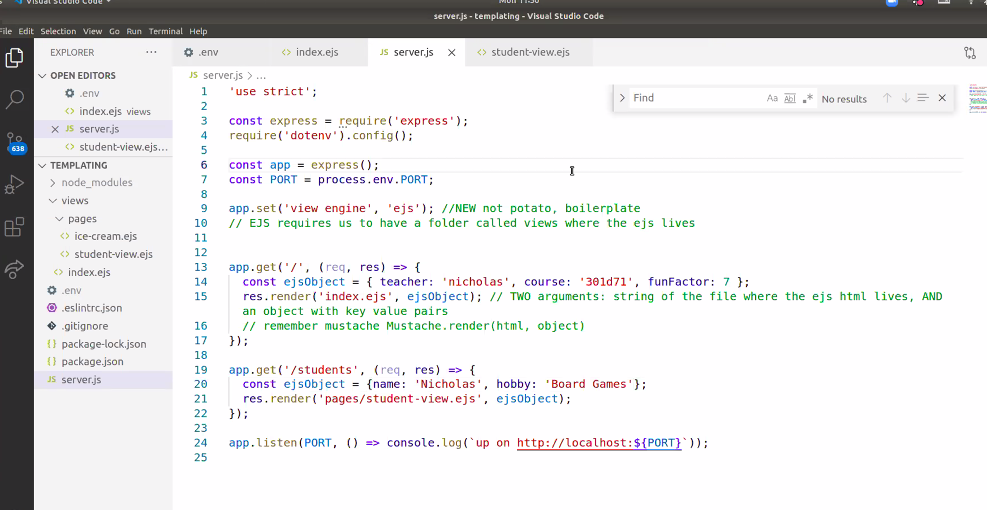 Visual Studio Code
Mon 11:50
server.js - templating - Visual Studio Code
File Edit Selection View Go Run Terminal Help
EXPLORER ...
.env
index.ejs
JS server.js
student-view.ejs
OPEN EDITORS
.env
index.ejs views
JS server.js
student-view.ejs...
638
TEMPLATING
node_modules
views
pages
ice-cream.ejs
student-view.ejs
index.ejs
.env
.eslintrc.json
.gitignore
{} package-lock.json
{} package.json
JS server.js
JS server.js > ...
Find
Aa Abl .* No results
1 'use strict';
2
3 const express = require('express');
4 require('dotenv').config();
5
6 const app = express();
7 const PORT = process.env.PORT;
8
9 app.set('view engine', 'ejs'); //NEW not potato, boilerplate
10 // EJS requires us to have a folder called views where the ejs lives
11
12
13 app.get('/', (req, res) => {
14 const ejsObject = { teacher: 'nicholas', course: '301d71', funFactor: 7 };
15 res.render('index.ejs', ejsObject); // TWO arguments: string of the file where the ejs html lives, AND
an object with key value pairs
16 // remember mustache Mustache.render(html, object)
17 });
18
19 app.get('/students', (req, res) => {
20 const ejsObject = {name: 'Nicholas', hobby: 'Board Games'};
21 res.render('pages/student-view.ejs', ejsObject);
22 });
23
24 app.listen(PORT, () => console.log(`up on http://localhost:${PORT}`));
25